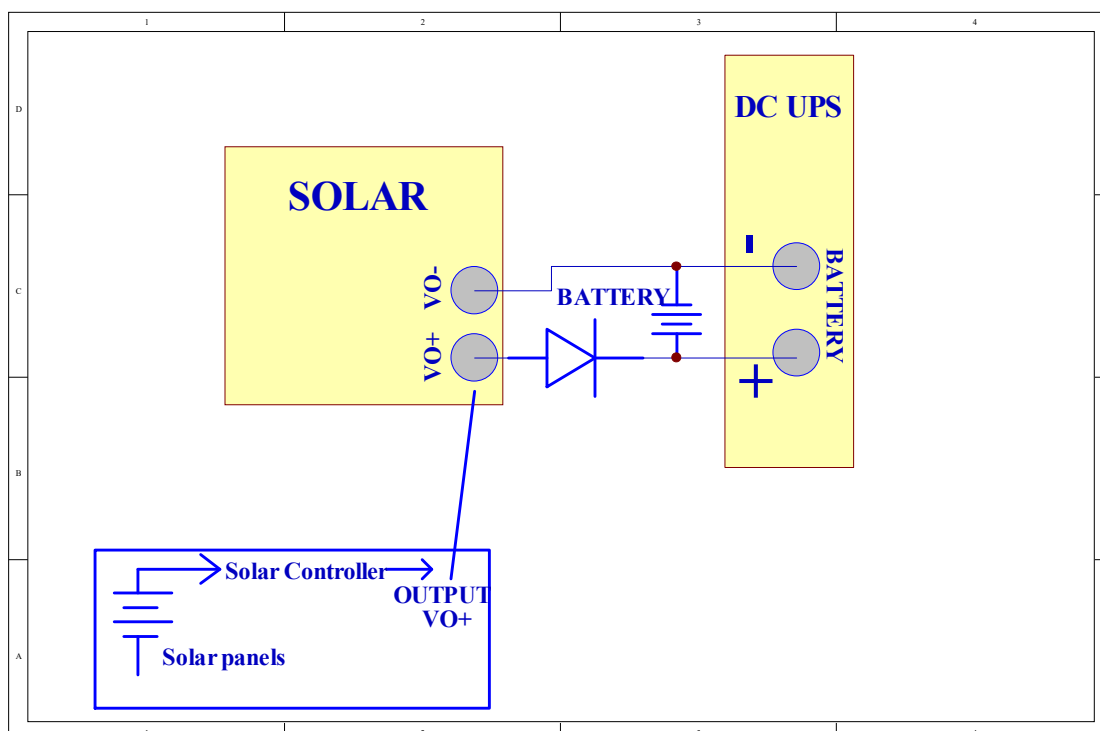 1 2 3 4
D
DC UPS
SOLAR
-
VO-
BATTERY
BATTERY
C
VO+
+
B
Solar Controller
OUTPUT
VO+
Solar panels
A